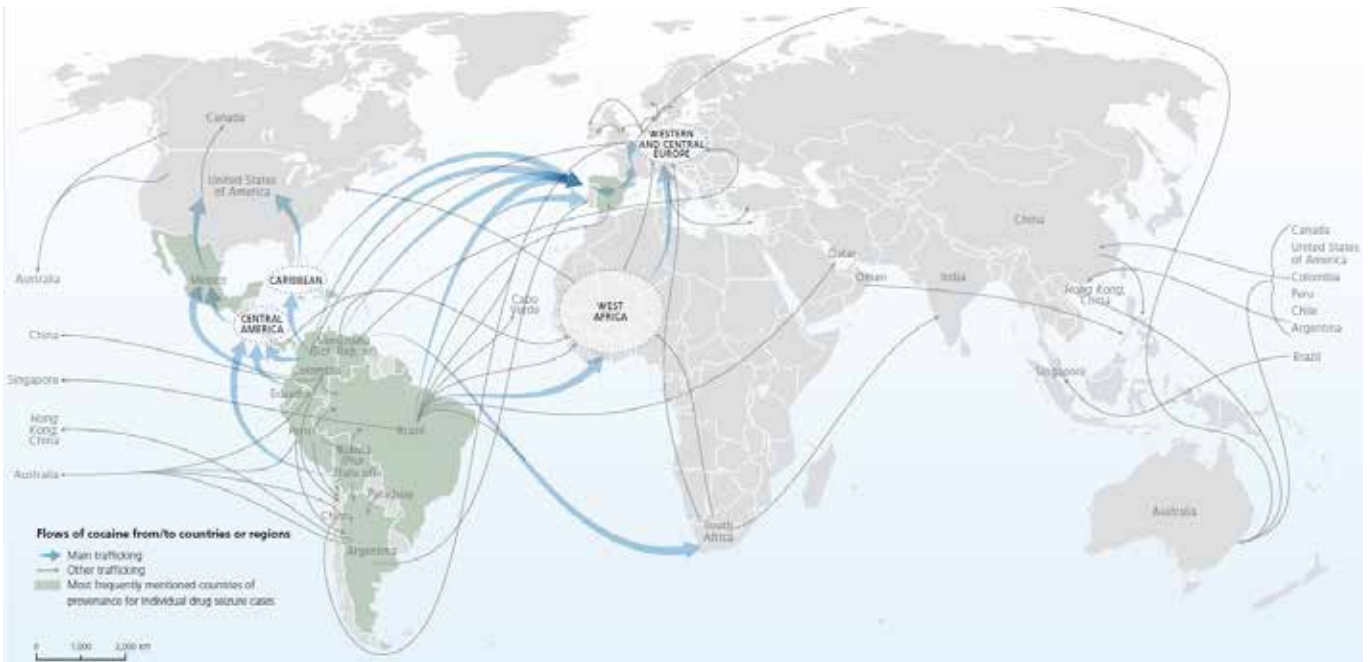 Canada
United States
of America
Mexico
CARIBBEAN
CENTRAL
AMERICA
Australia
China
Singapore
Hong
Kong,
China
Australia
Venezuela
Colombia
Ecuador
Peru
Brazil
Bolivia
Paraguay
Chile
Argentina
WESTERN
AND CENTRAL
EUROPE
Cabo
Verde
WEST
AFRICA
South
Africa
Qatar
Oman
India
China
Hong Kong,
China
Singapore
Australia
Canada
United States
of America
Colombia
Peru
Chile
Argentina
Brazil
Flows of cocaine from/to countries or regions
Main trafficking
Other trafficking
Most frequently mentioned countries of
provenance for individual drug seizure cases
0 1,000 2,000 km